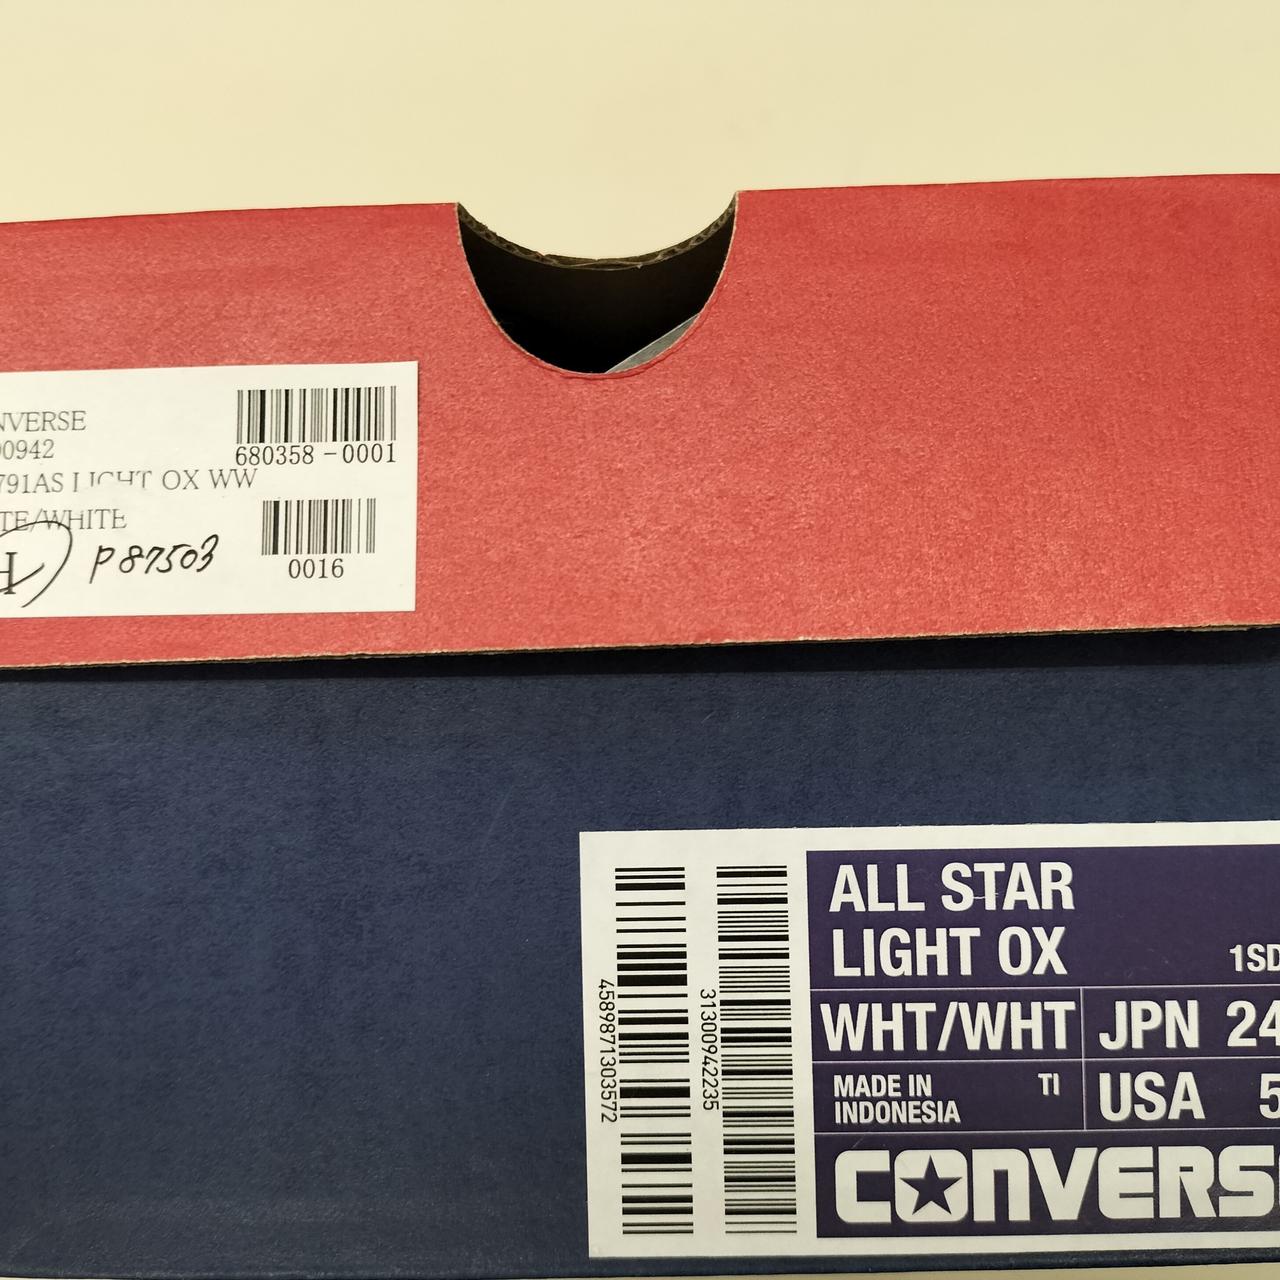 NVERSE
00942
791AS LIGHT OX WW
TE/WHITE
H P87503
680358-0001
0016
ALL STAR
LIGHT OX 1SD
WHT/WHT JPN 24
MADE IN TI USA 5
INDONESIA
CONVERS
4589871303572
31300942235